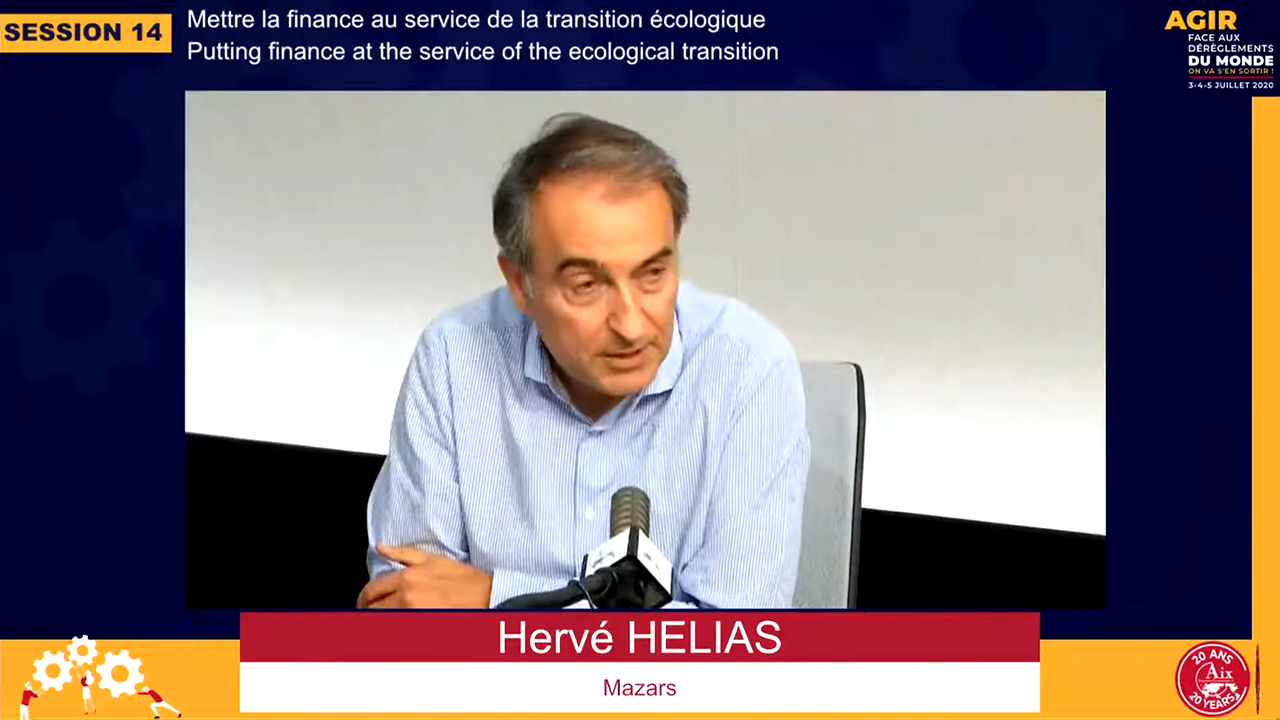 SESSION 14
Mettre la finance au service de la transition écologique
Putting finance at the service of the ecological transition
AGIR
FACE AUX
DÉRÈGLEMENTS
DU MONDE
ON VA S'EN SORTIR !
3-4-5 JUILLET 2020
Hervé HELIAS
Mazars
20 ANS
Aix
20 YEARS